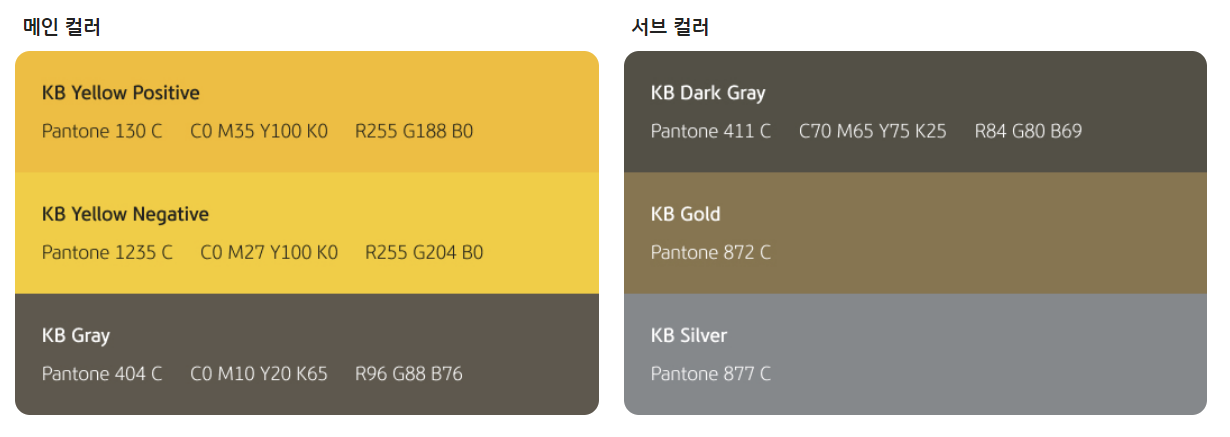 메인 컬러
KB Yellow Positive
Pantone 130 C C0 M35 Y100 K0 R255 G188 B0
KB Yellow Negative
Pantone 1235 C C0 M27 Y100 K0 R255 G204 B0
KB Gray
Pantone 404 C C0 M10 Y20 K65 R96 G88 B76
서브 컬러
KB Dark Gray
Pantone 411 C C70 M65 Y75 K25 R84 G80 B69
KB Gold
Pantone 872 C
KB Silver
Pantone 877 C